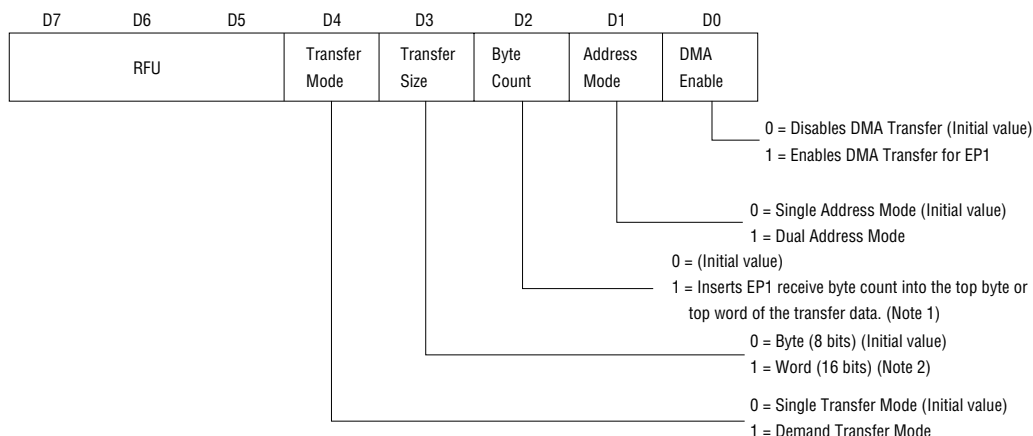 D7 D6 D5 D4 D3 D2 D1 D0
RFU
Transfer Mode
Transfer Size
Byte Count
Address Mode
DMA Enable
0 = Disables DMA Transfer (Initial value)
1 = Enables DMA Transfer for EP1
0 = Single Address Mode (Initial value)
1 = Dual Address Mode
0 = (Initial value)
1 = Inserts EP1 receive byte count into the top byte or
top word of the transfer data. (Note 1)
0 = Byte (8 bits) (Initial value)
1 = Word (16 bits) (Note 2)
0 = Single Transfer Mode (Initial value)
1 = Demand Transfer Mode